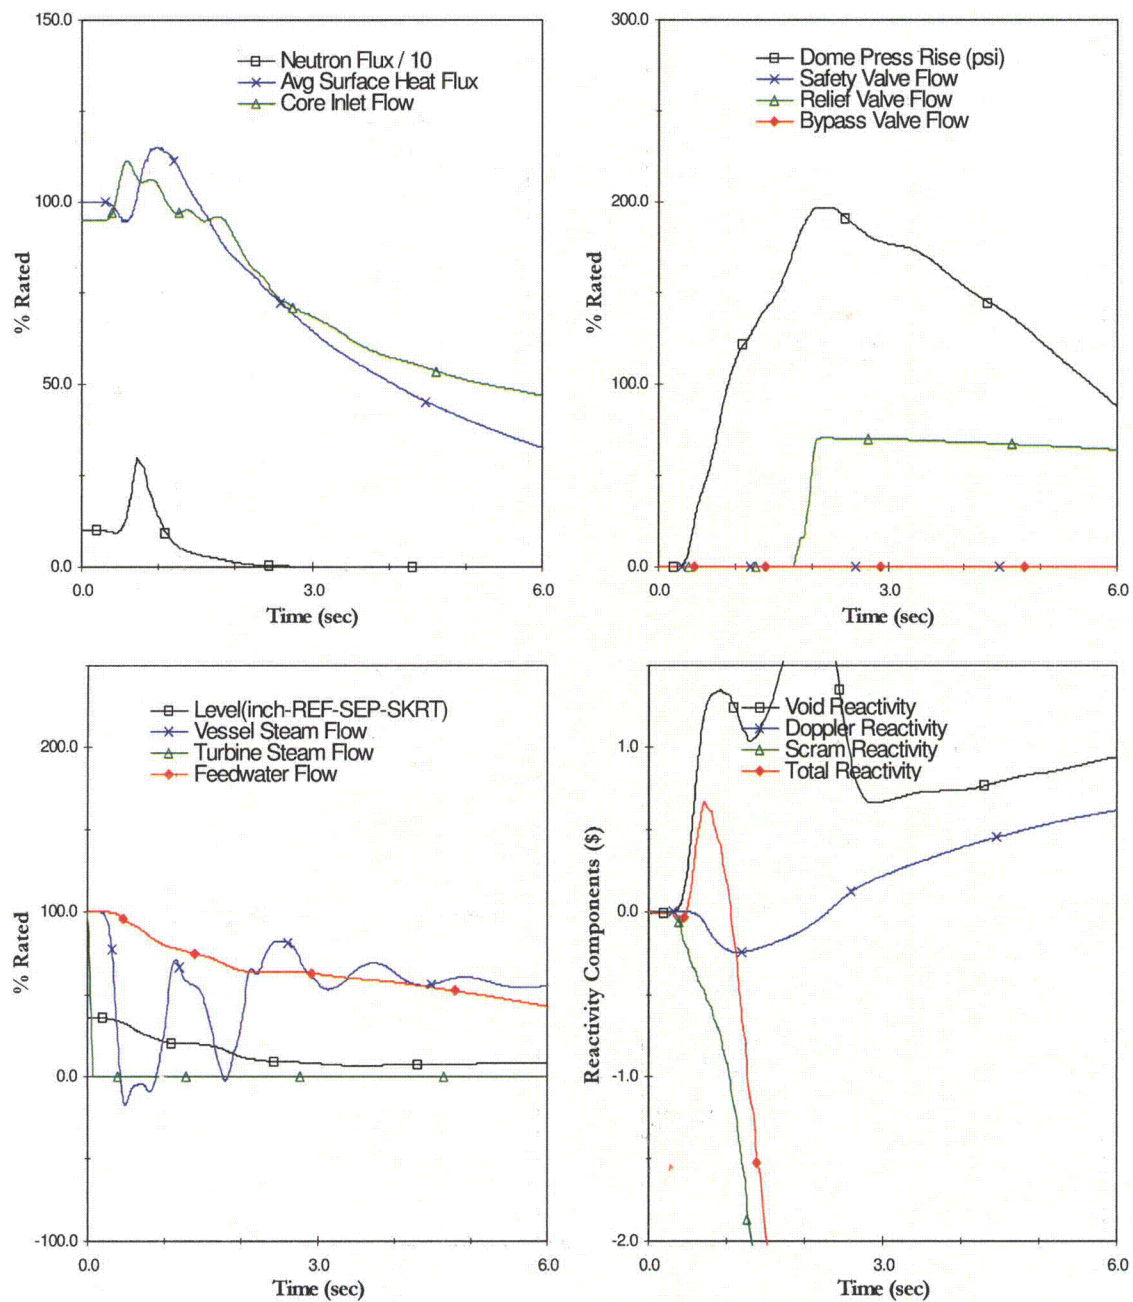 150.0
Neutron Flux / 10
Avg Surface Heat Flux
Core Inlet Flow
100.0
% Rated
50.0
0.0
0.0
3.0
6.0
Time (sec)
300.0
Dome Press Rise (psi)
Safety Valve Flow
Relief Valve Flow
Bypass Valve Flow
200.0
% Rated
100.0
0.0
0.0
3.0
6.0
Time (sec)
Level(inch-REF-SEP-SKRT)
Vessel Steam Flow
Turbine Steam Flow
Feedwater Flow
200.0
100.0
% Rated
0.0
-100.0
0.0
3.0
6.0
Time (sec)
Void Reactivity
Doppler Reactivity
Scram Reactivity
Total Reactivity
1.0
0.0
Reactivity Components ($)
-1.0
-2.0
0.0
3.0
6.0
Time (sec)